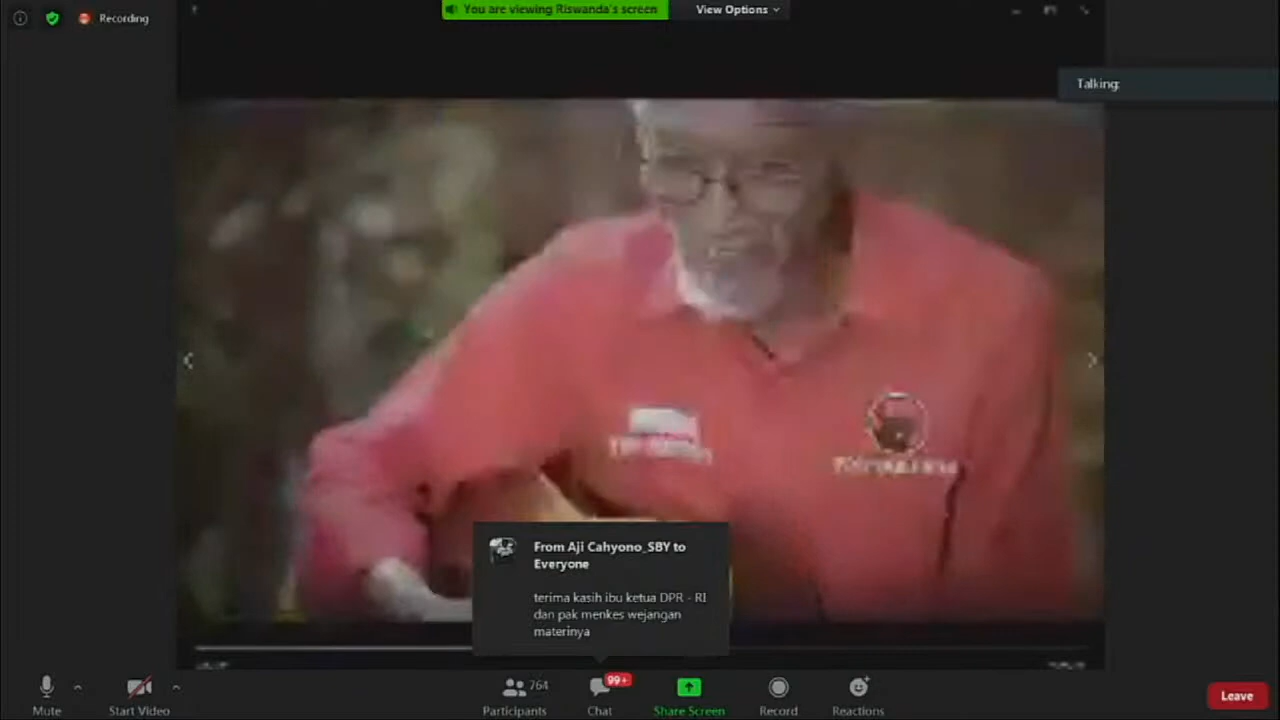 Recording
You are viewing Riswanda's screen
View Options
Talking:
From Aji Cahyono_SBY to
Everyone
terima kasih ibu ketua DPR - RI
dan pak menkes wejangan
materinya
Mute
Start Video
764
Participants
99+
Chat
Share Screen
Record
Reactions
Leave